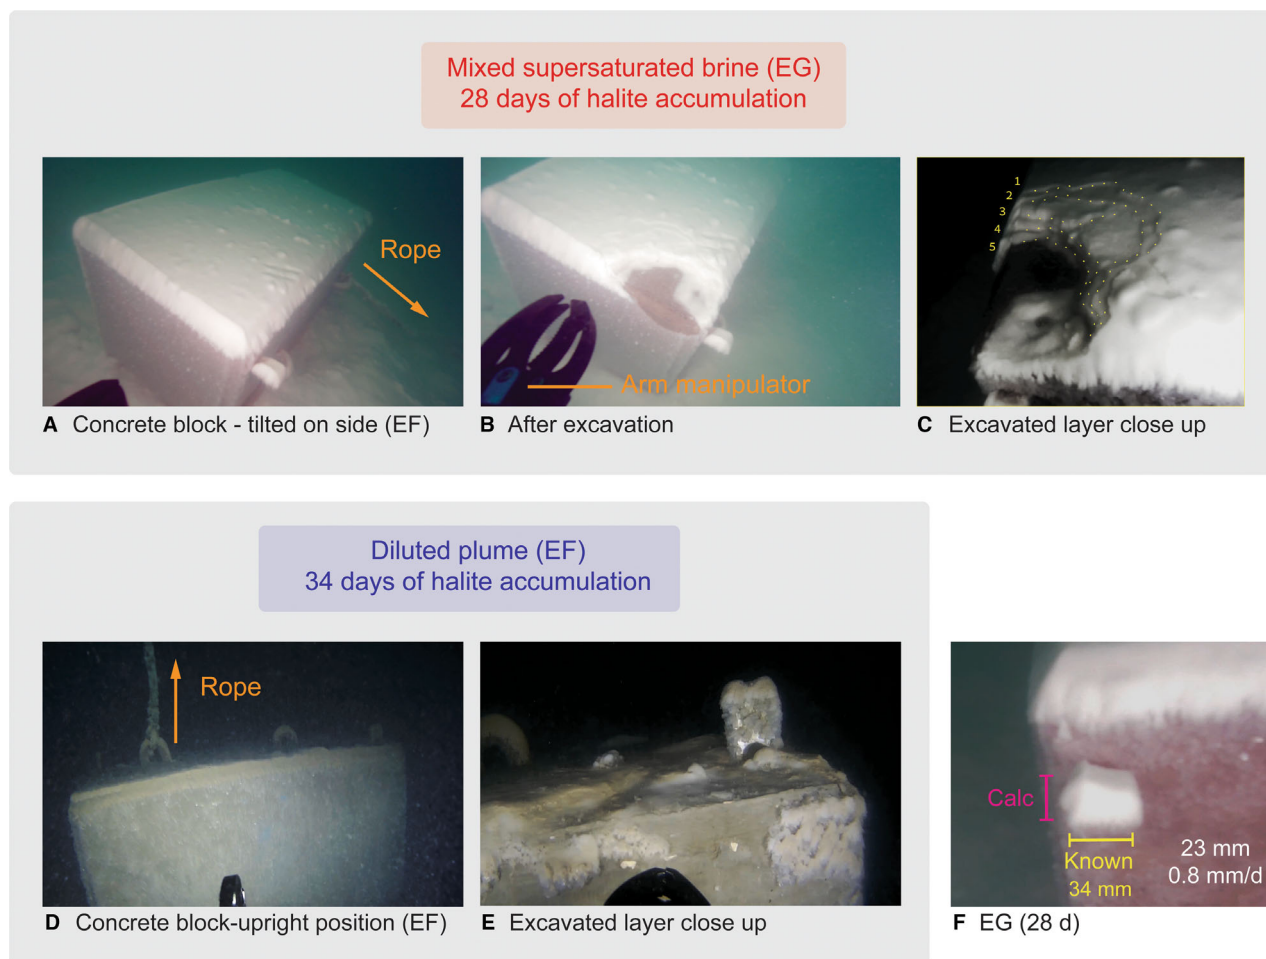 Mixed supersaturated brine (EG)
28 days of halite accumulation
Rope
Arm manipulator
1
2
3
4
5
A Concrete block - tilted on side (EF)
B After excavation
C Excavated layer close up
Diluted plume (EF)
34 days of halite accumulation
Rope
Calc
Known
34 mm
23 mm
0.8 mm/d
D Concrete block-upright position (EF)
E Excavated layer close up
F EG (28 d)